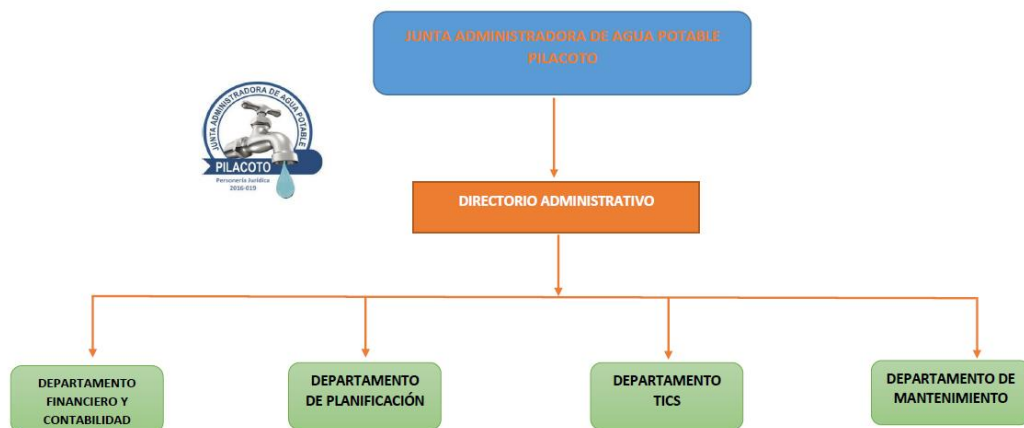 JUNTA ADMINISTRADORA DE AGUA POTABLE
PILACOTO
JUNTA ADMINISTRADORA DE AGUA POTABLE
PILACOTO
Personería Jurídica
2016-019
DIRECTORIO ADMINISTRATIVO
DEPARTAMENTO
FINANCIERO Y
CONTABILIDAD
DEPARTAMENTO
DE PLANIFICACIÓN
DEPARTAMENTO
TICS
DEPARTAMENTO DE
MANTENIMIENTO